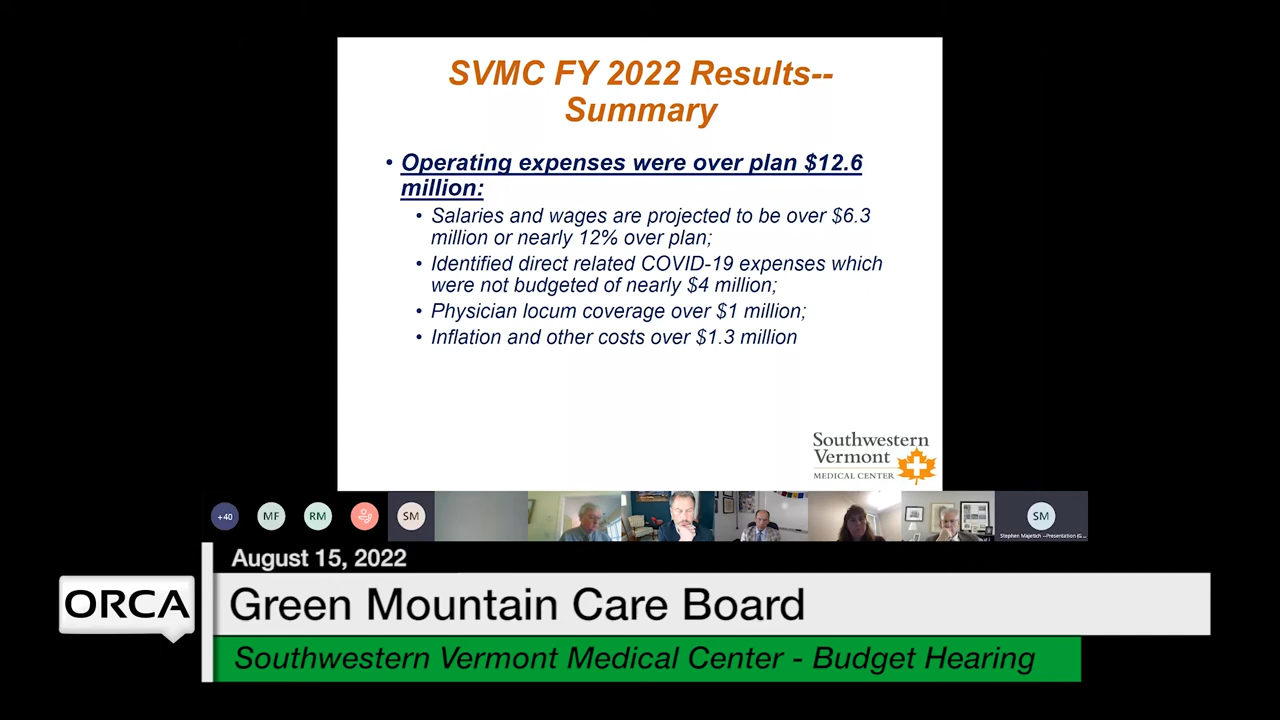 SVMC FY 2022 Results--
Summary
• Operating expenses were over plan $12.6
million:
• Salaries and wages are projected to be over $6.3
million or nearly 12% over plan;
• Identified direct related COVID-19 expenses which
were not budgeted of nearly $4 million;
• Physician locum coverage over $1 million;
• Inflation and other costs over $1.3 million
Southwestern
Vermont
MEDICAL CENTER
+40
MF
RM
SM
SM
Stephen Majetich --Presentation (G...
August 15, 2022
ORCA
Green Mountain Care Board
Southwestern Vermont Medical Center - Budget Hearing